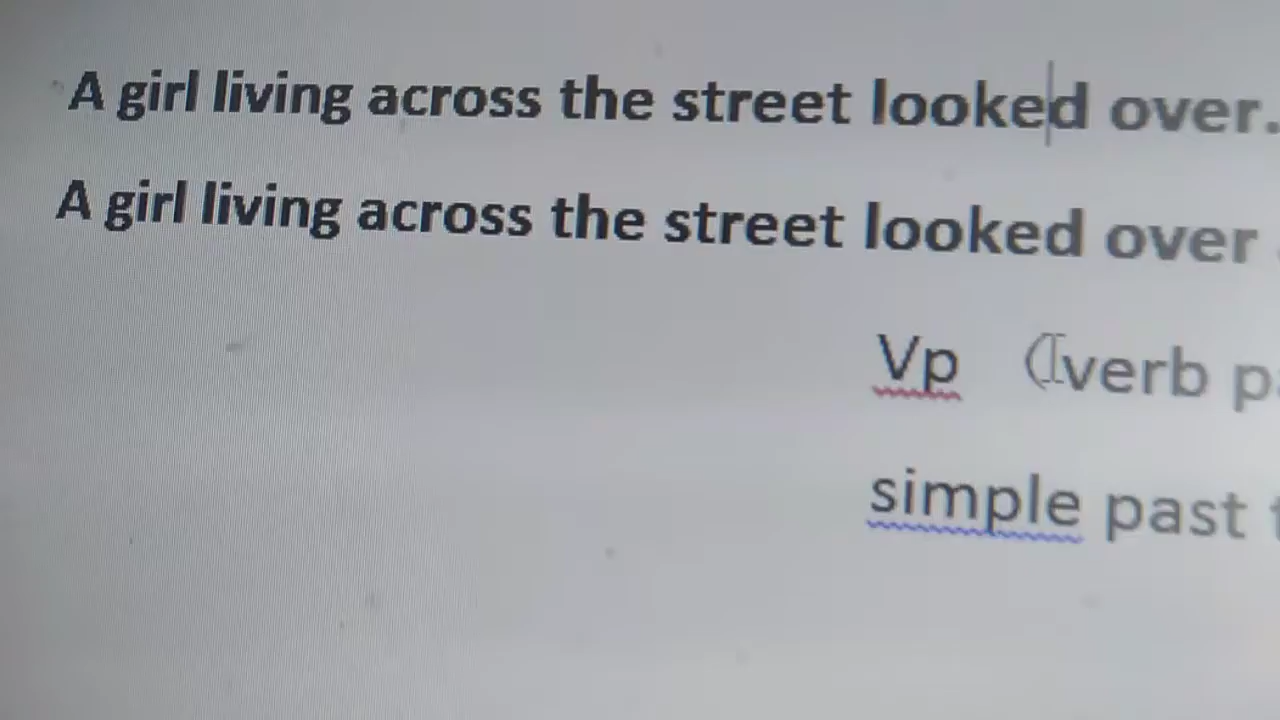 A girl living across the street looked over.
A girl living across the street looked over
Vp (verb
simple past